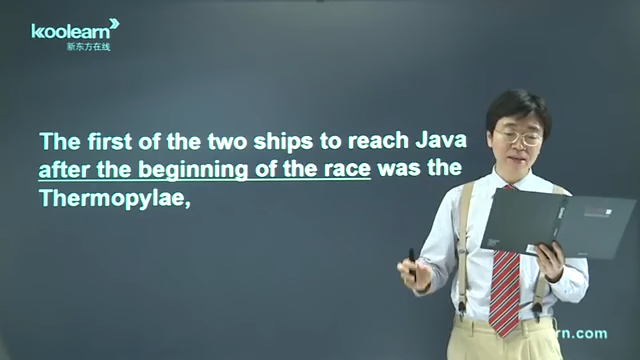 koolearn
新东方在线
The first of the two ships to reach Java
after the beginning of the race was the
Thermopylae,
rn.com